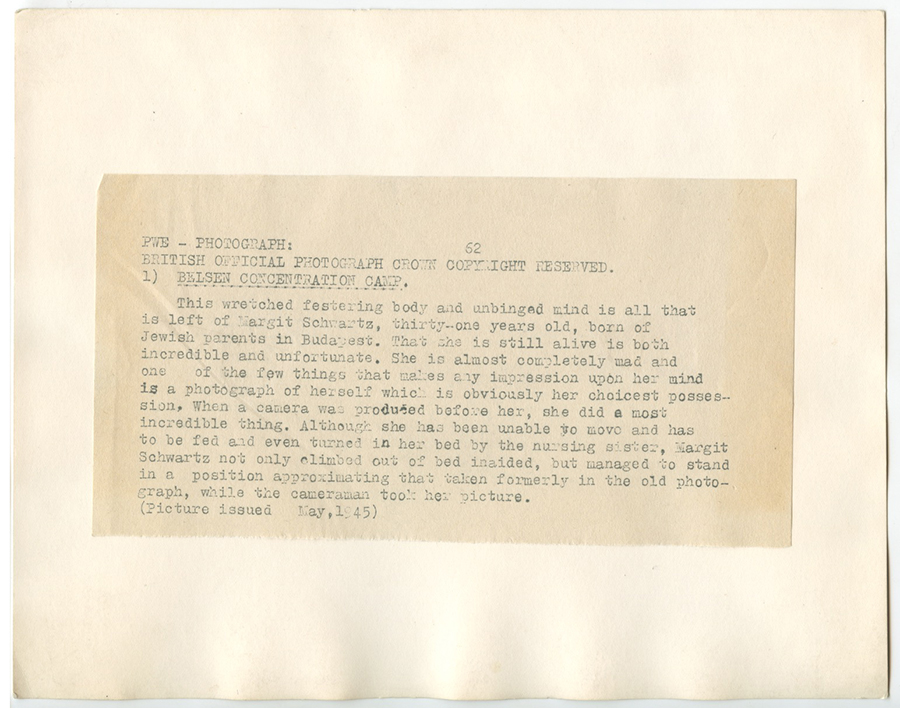 PWE - PHOTOGRAPH:
62
BRITISH OFFICIAL PHOTOGRAPH CROWN COPYRIGHT RESERVED.
1) BELSEN CONCENTRATION CAMP.
This wretched festering body and unbinged mind is all that
is left of Margit Schwartz, thirty-one years old, born of
Jewish parents in Budapest. That she is still alive is both
incredible and unfortunate. She is almost completely mad and
one of the few things that makes any impression upon her mind
is a photograph of herself which is obviously her choicest posses-
sion. When a camera was produced before her, she did a most
incredible thing. Although she has been unable to move and has
to be fed and even turned in her bed by the nursing sister, Margit
Schwartz not only climbed out of bed inaided, but managed to stand
in a position approximating that taken formerly in the old photo-
graph, while the cameraman took her picture.
(Picture issued May,1945)